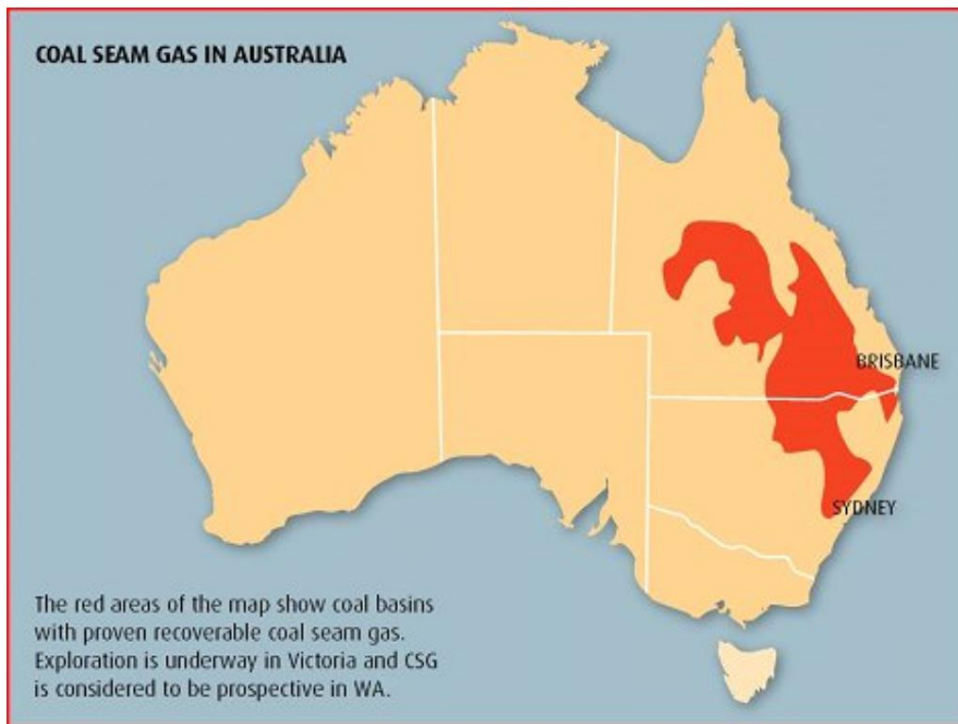 COAL SEAM GAS IN AUSTRALIA
BRISBANE
SYDNEY
The red areas of the map show coal basins
with proven recoverable coal seam gas.
Exploration is underway in Victoria and CSG
is considered to be prospective in WA.